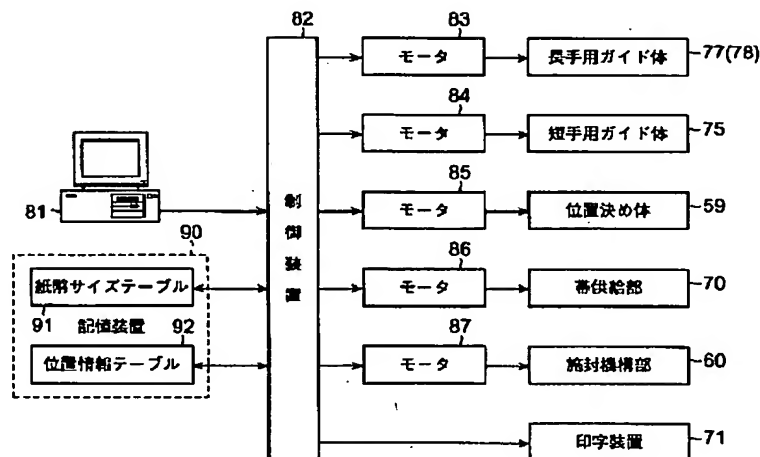 82
83
モータ
長手用ガイド体
77(78)
84
モータ
短手用ガイド体
75
81
制御装置
85
モータ
位置決め体
59
90
紙幣サイズテーブル
91
記憶装置
86
モータ
帯供給部
70
92
位置情報テーブル
87
モータ
施封機構部
60
印字装置
71